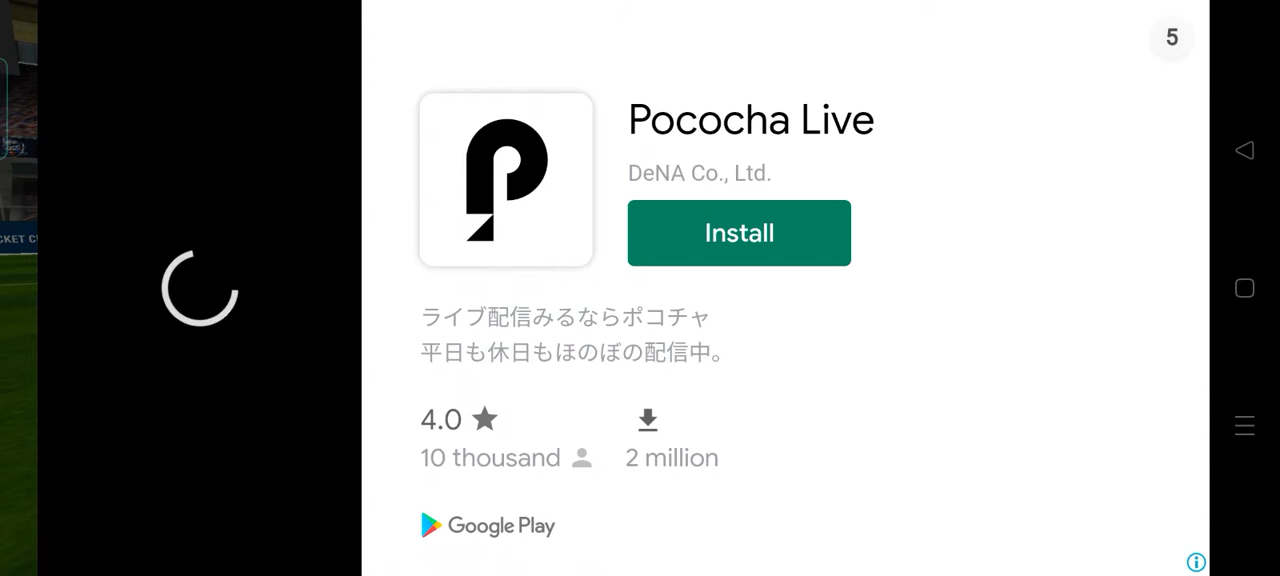 5
Pococha Live
DeNA Co., Ltd.
Install
ライブ配信みるならポコチャ
平日も休日もほのぼの配信中。
4.0
10 thousand
2 million
Google Play
CKET C